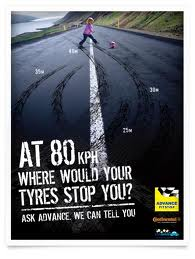 40M
35M
30M
25M
AT 80 KPH
WHERE WOULD YOUR
TYRES STOP YOU?
ASK ADVANCE, WE CAN TELL YOU
ADVANCE
Continental